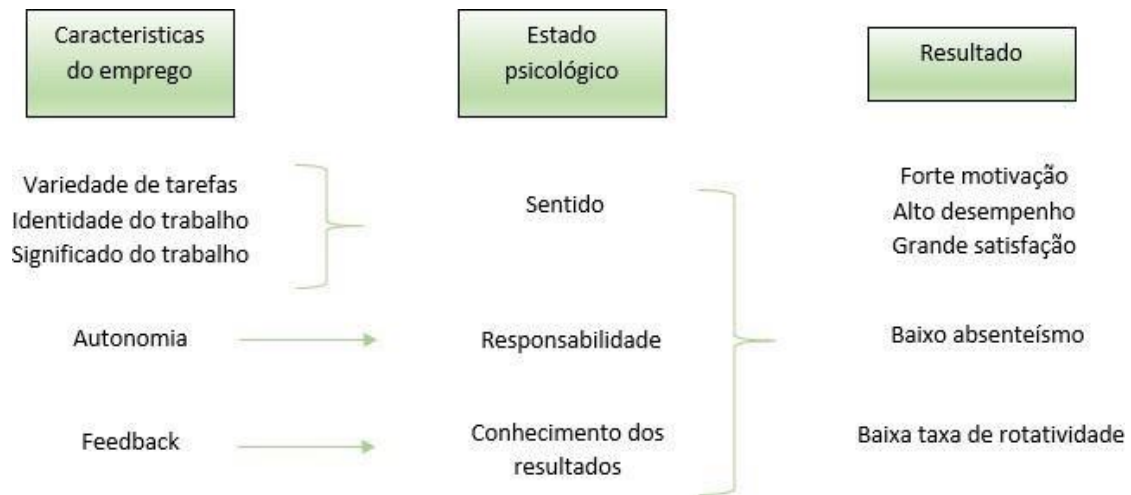 Caracteristicas
do emprego
Estado
psicológico
Resultado
Variedade de tarefas
Identidade do trabalho
Significado do trabalho
Sentido
Forte motivação
Alto desempenho
Grande satisfação
Autonomia
Responsabilidade
Baixo absenteísmo
Feedback
Conhecimento dos
resultados
Baixa taxa de rotatividade